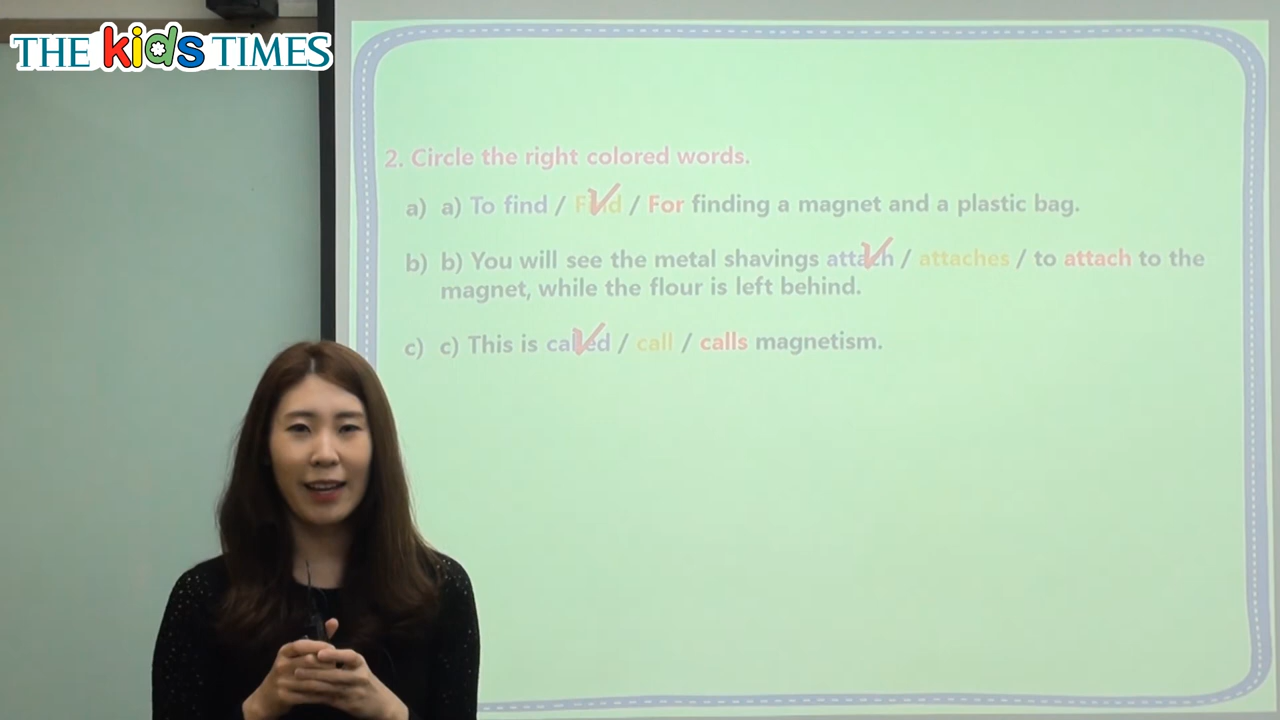 THE kids TIMES
2. Circle the right colored words.
a) a) To find / Find / For finding a magnet and a plastic bag.
b) b) You will see the metal shavings attach / attaches / to attach to the
magnet, while the flour is left behind.
c) c) This is called / call / calls magnetism.